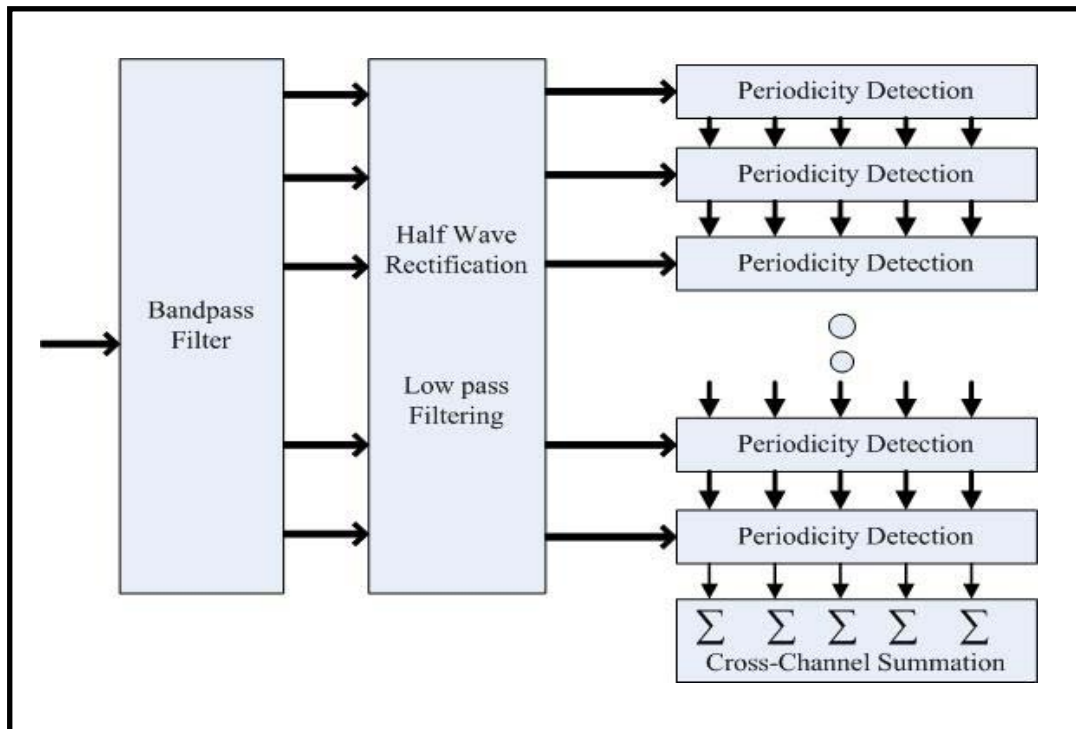 Bandpass
Filter
Half Wave
Rectification
Low pass
Filtering
Periodicity Detection
Periodicity Detection
Periodicity Detection
Periodicity Detection
Periodicity Detection
∑ ∑ ∑ ∑ ∑
Cross-Channel Summation